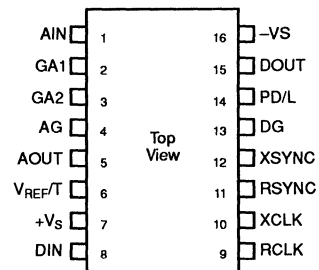 AIN 1 16 –VS
GA1 2 15 DOUT
GA2 3 14 PD/L
AG 4 13 DG
Top
AOUT 5 View 12 XSYNC
VREF/T 6 11 RSYNC
+VS 7 10 XCLK
DIN 8 9 RCLK